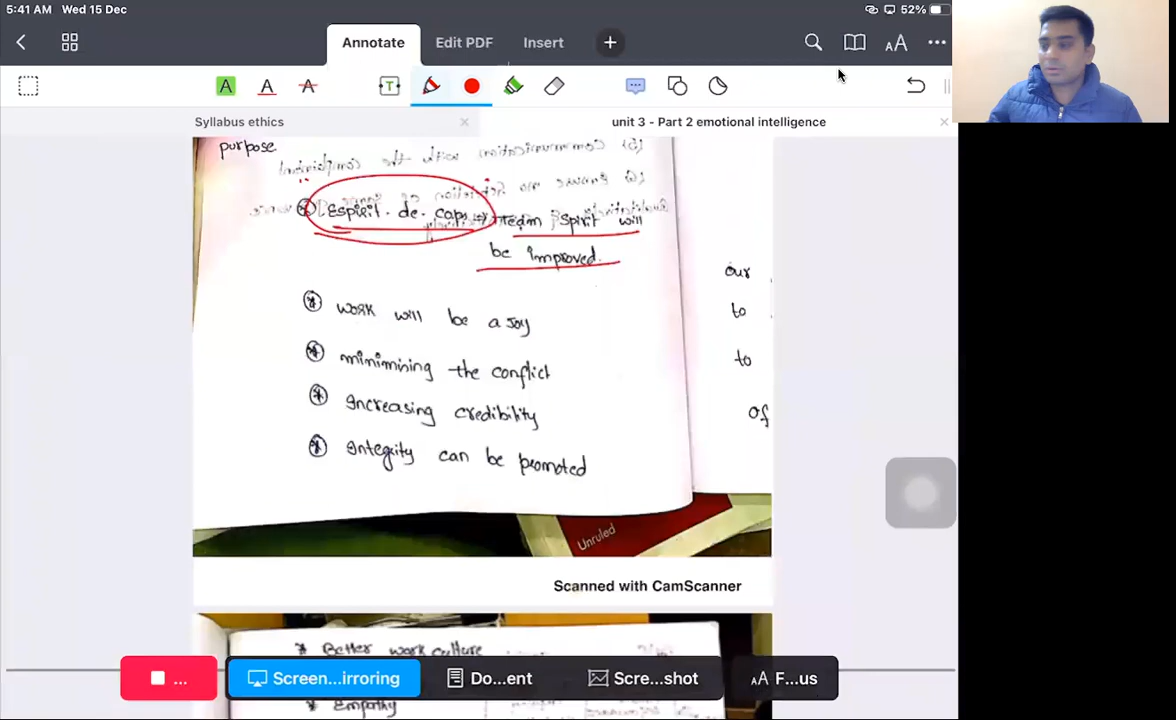 5:41 AM Wed 15 Dec
52%
Annotate
Edit PDF
Insert
AA
A
A
A
T
Syllabus ethics
unit 3 - Part 2 emotional intelligence
purpose
Espirit-de-caps => Team spirit will
be improved.
work will be a joy
minimining the conflict
Increasing credibility
Integrity can be promoted
our
to
to
of
Unruled
Scanned with CamScanner
* Better work culture
* Empathy
...
Screen...irroring
Do...ent
Scre...shot
AA F...us